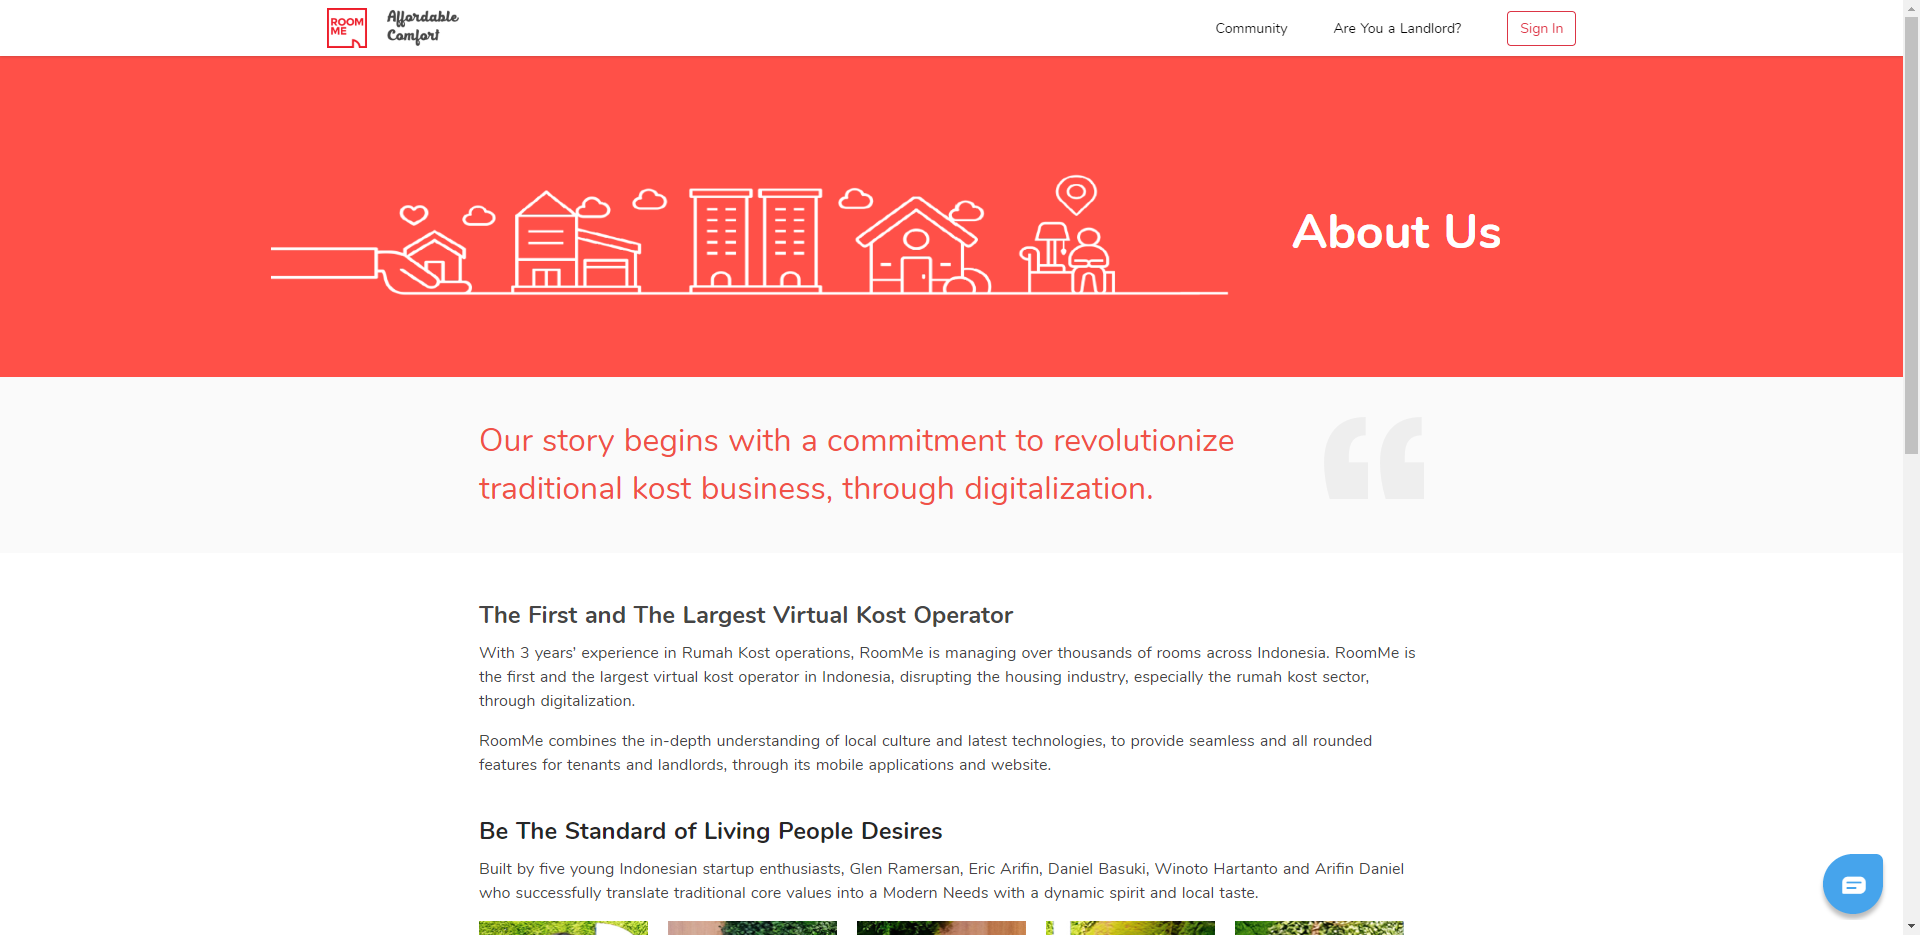 ROOM
ME
Affordable
Comfort
Community
Are You a Landlord?
Sign In
About Us
Our story begins with a commitment to revolutionize
traditional kost business, through digitalization.
The First and The Largest Virtual Kost Operator
With 3 years' experience in Rumah Kost operations, RoomMe is managing over thousands of rooms across Indonesia. RoomMe is
the first and the largest virtual kost operator in Indonesia, disrupting the housing industry, especially the rumah kost sector,
through digitalization.
RoomMe combines the in-depth understanding of local culture and latest technologies, to provide seamless and all rounded
features for tenants and landlords, through its mobile applications and website.
Be The Standard of Living People Desires
Built by five young Indonesian startup enthusiasts, Glen Ramersan, Eric Arifin, Daniel Basuki, Winoto Hartanto and Arifin Daniel
who successfully translate traditional core values into a Modern Needs with a dynamic spirit and local taste.